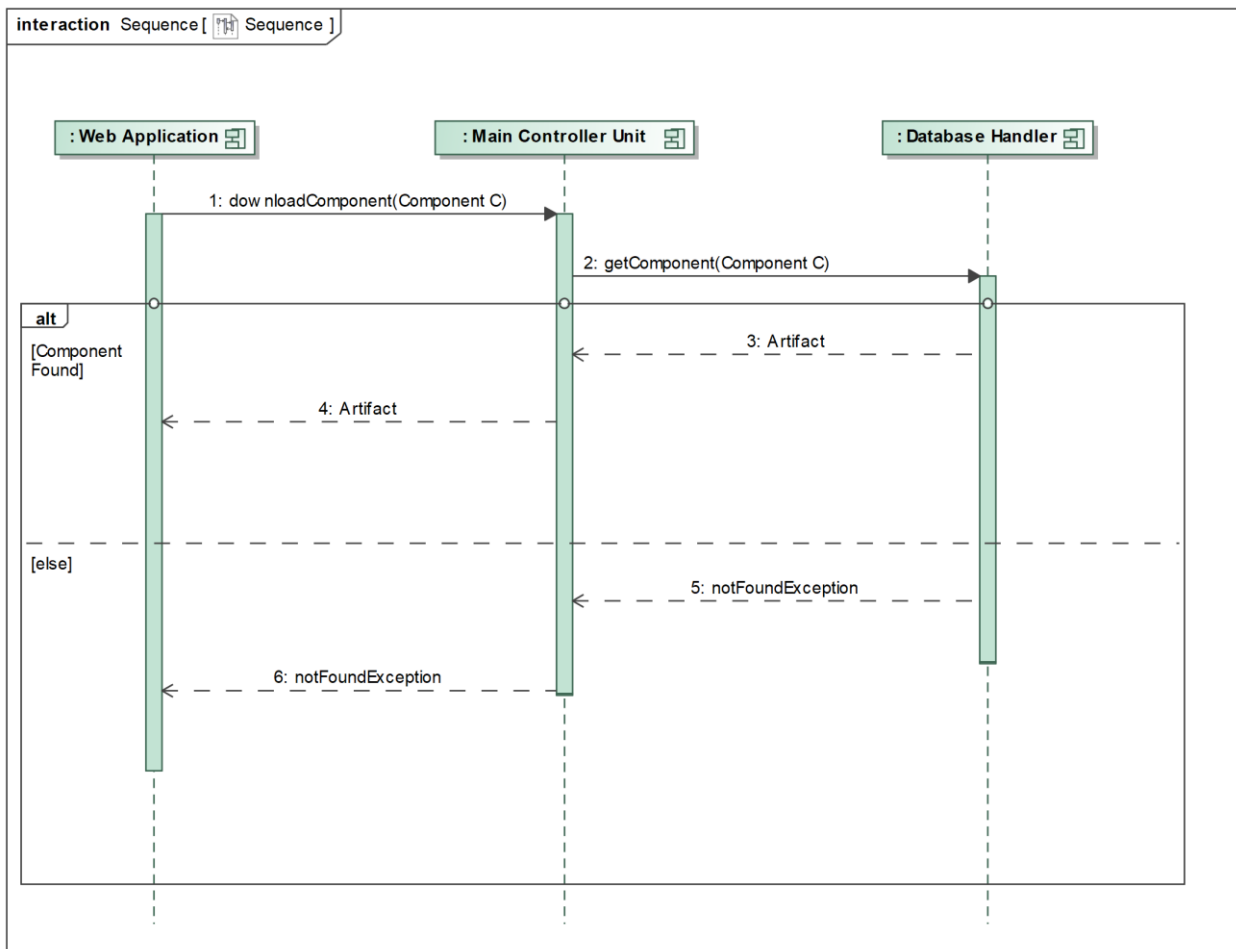 interaction Sequence [ Sequence ]
: Web Application
: Main Controller Unit
: Database Handler
1: dow nloadComponent(Component C)
2: getComponent(Component C)
alt
[Component
Found]
3: Artifact
4: Artifact
[else]
5: notFoundException
6: notFoundException